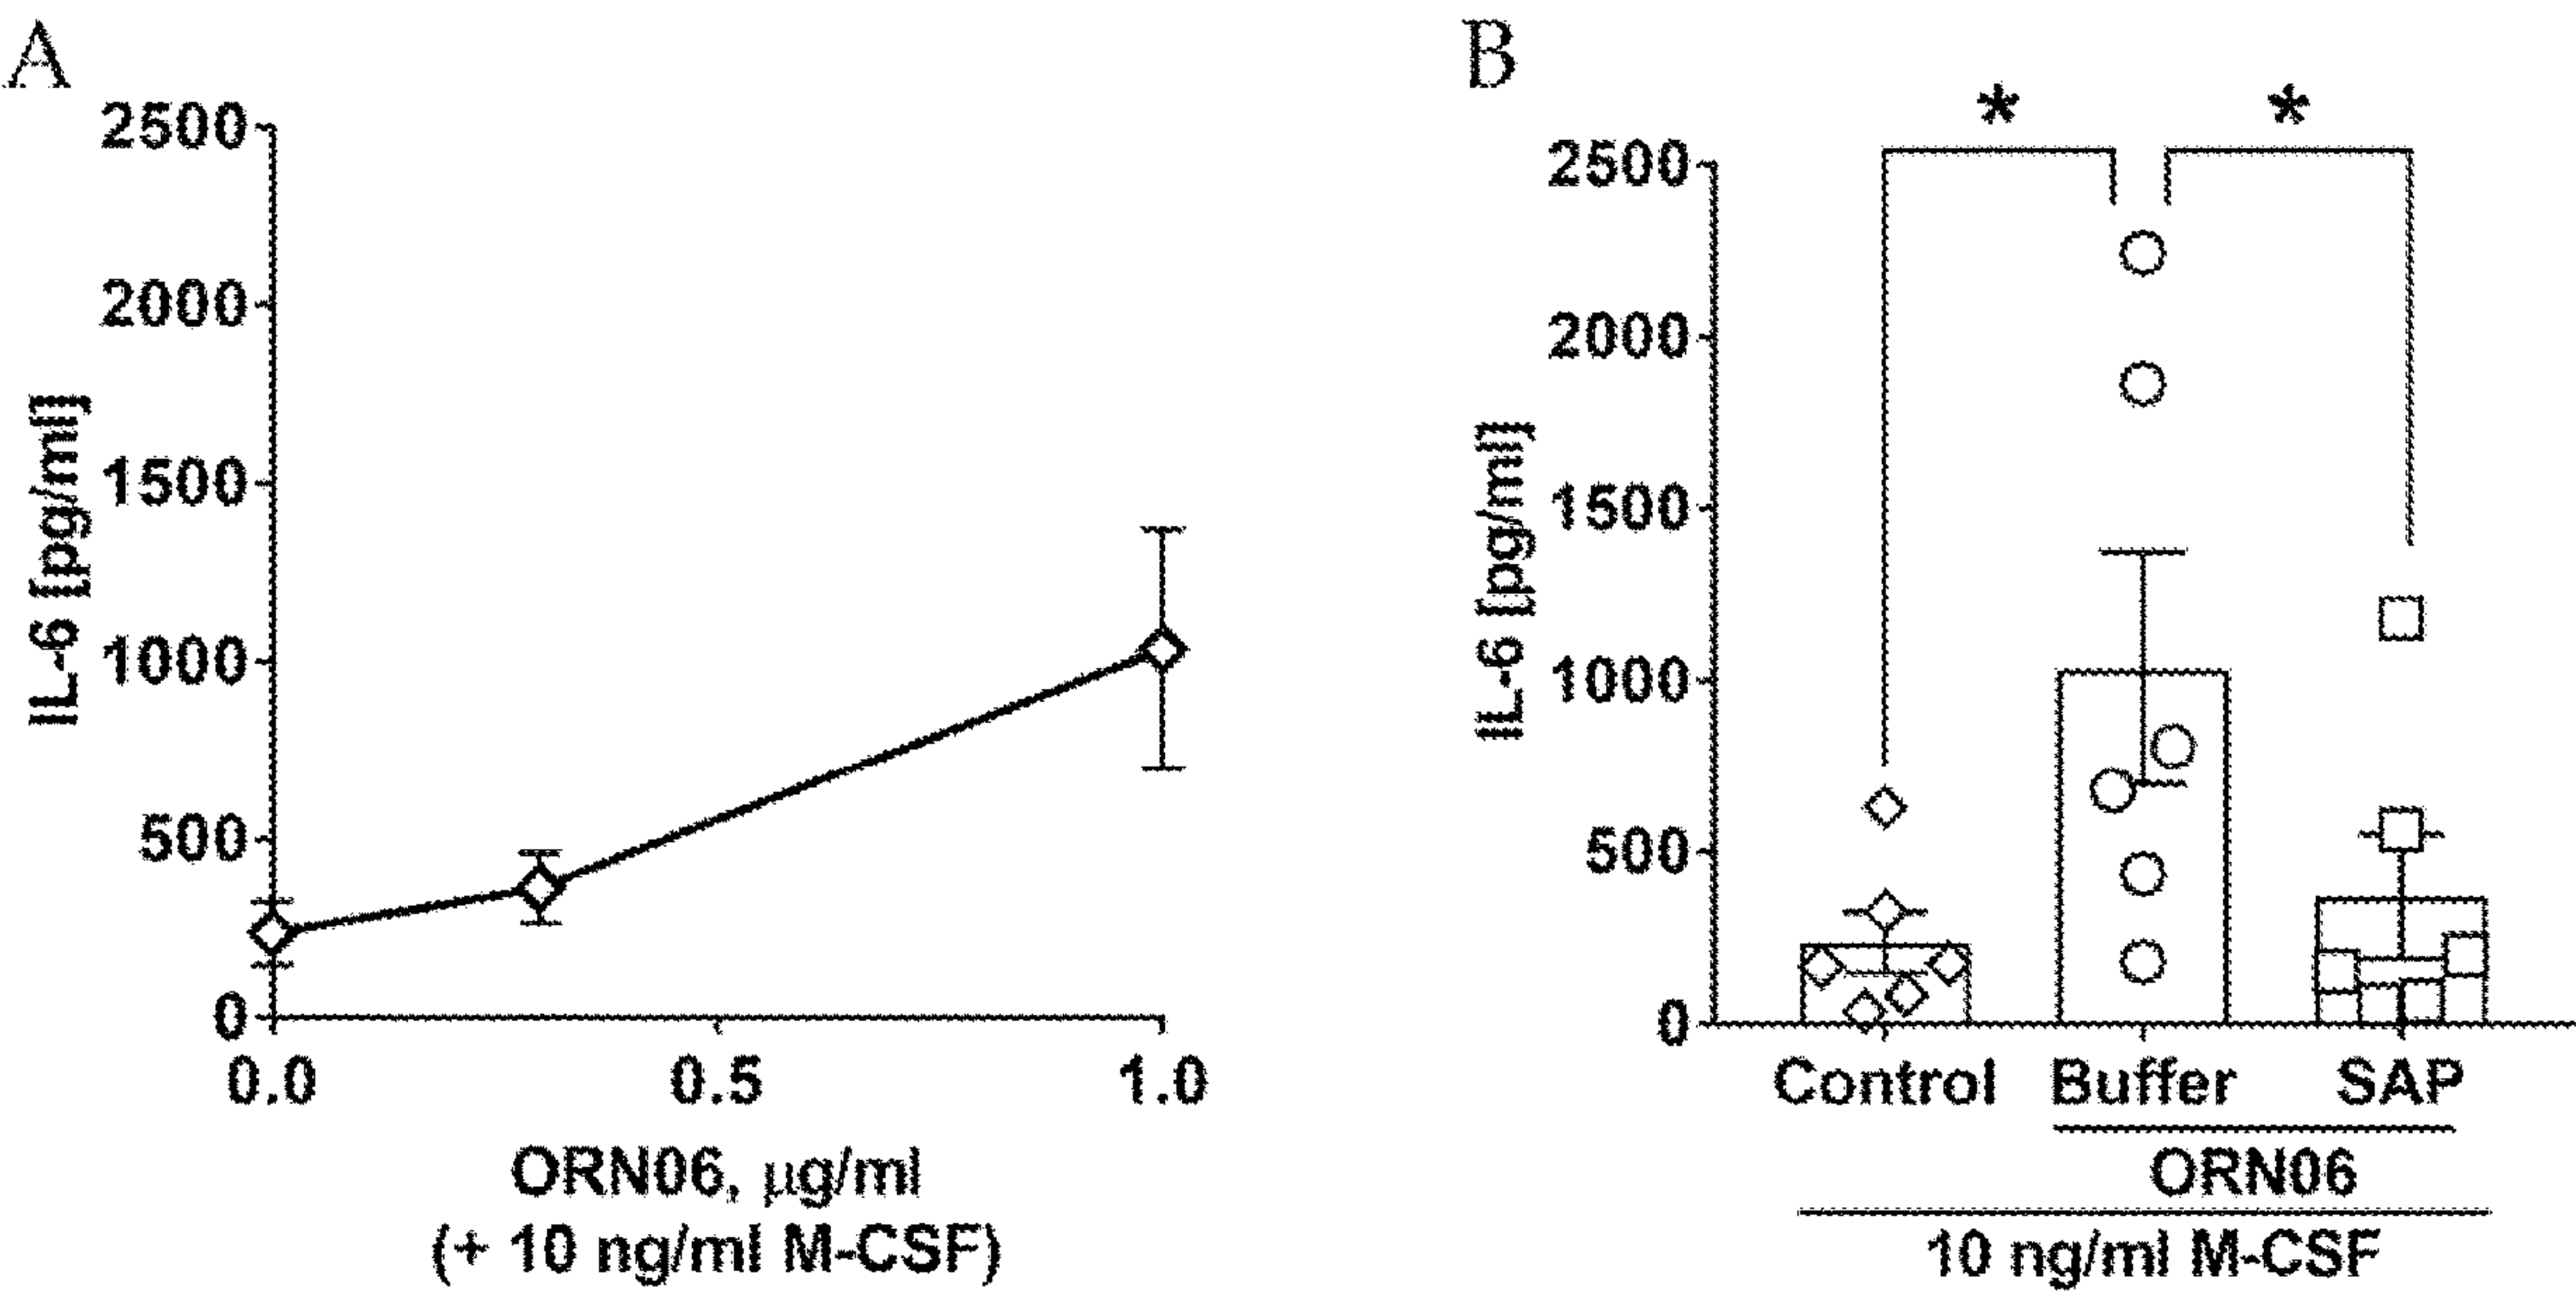 A
2500
2000
1500
1000
500
0
IL-6 [pg/ml]
0.0 0.5 1.0
ORN06, μg/ml
(+ 10 ng/ml M-CSF)
B
* *
2500
2000
1500
1000
500
0
IL-6 [pg/ml]
Control Buffer SAP
ORN06
10 ng/ml M-CSF